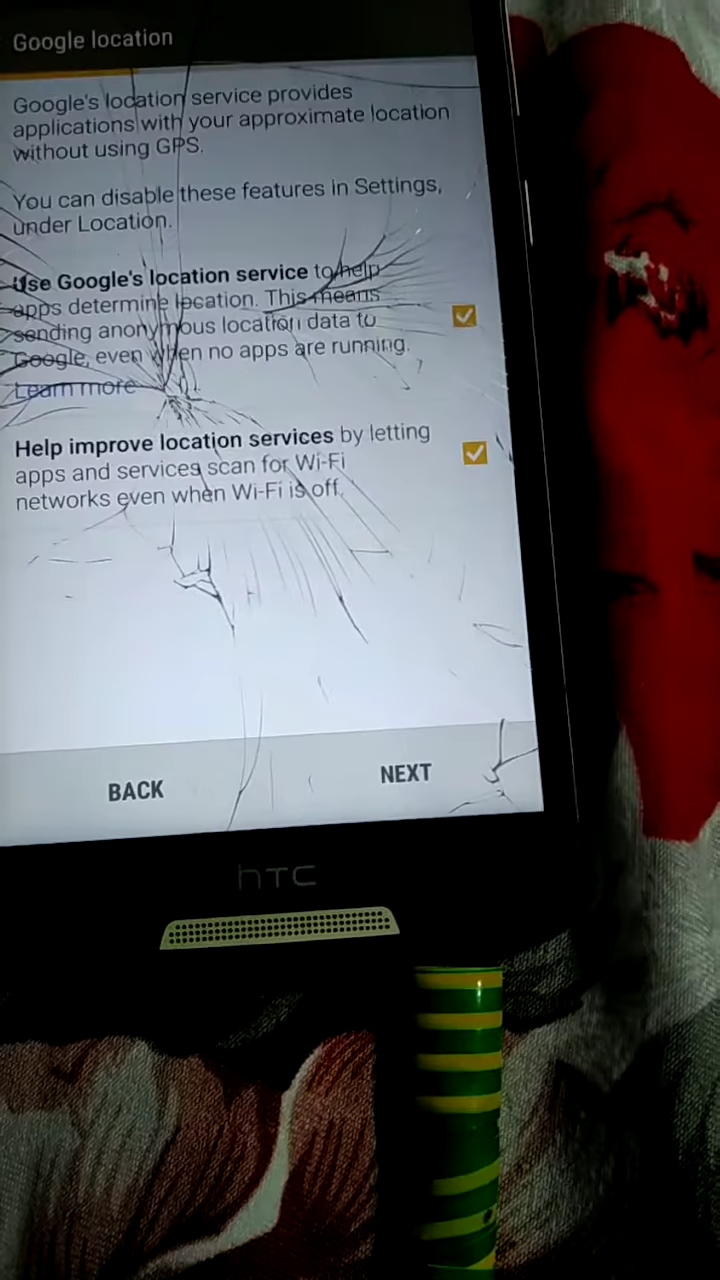 Google location
Google's location service provides
applications with your approximate location
without using GPS.
You can disable these features in Settings,
under Location.
Use Google's location service to help
apps determine location. This means
sending anonymous location data to
Google, even when no apps are running.
Learn more
Help improve location services by letting
apps and services scan for Wi-Fi
networks even when Wi-Fi is off.
BACK
NEXT
hTC